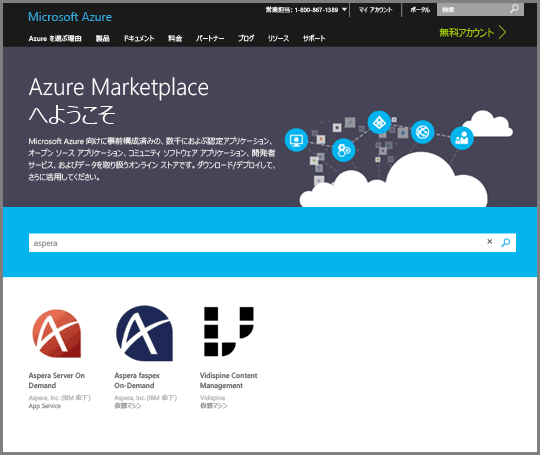 Microsoft Azure
営業担当: 1-800-867-1389
マイ アカウント
ポータル
検索
Azure を選ぶ理由
製品
ドキュメント
料金
パートナー
ブログ
リソース
サポート
無料アカウント
Azure Marketplace
へようこそ
Microsoft Azure 向けに事前構成済みの、数千におよぶ認定アプリケーション、
オープン ソース アプリケーション、コミュニティ ソフトウェア アプリケーション、開発者
サービス、およびデータを取り扱うオンライン ストアです。ダウンロード/デプロイして、
さらに活用してください。
aspera
Aspera Server On
Demand
Aspera, Inc. (IBM 傘下)
App Service
Aspera faspex
On-Demand
Aspera, Inc. (IBM 傘下)
仮想マシン
Vidispine Content
Management
Vidispine
仮想マシン